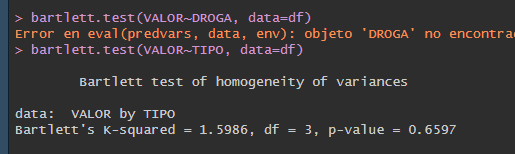 > bartlett.test(VALOR~DROGA, data=df)
Error en eval(predvars, data, env): objeto 'DROGA' no
> bartlett.test(VALOR~TIPO, data=df)
Bartlett test of homogeneity of variances
data:  VALOR by TIPO
Bartlett's K-squared = 1.5986, df = 3, p-value = 0.6597